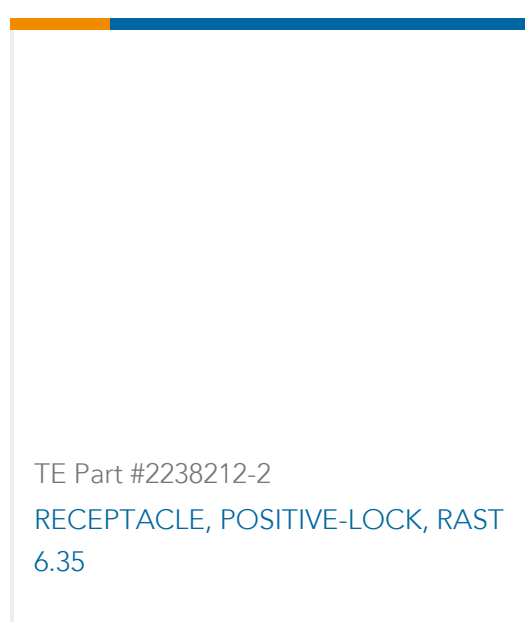 TE Part #2238212-2
RECEPTACLE, POSITIVE-LOCK, RAST
6.35